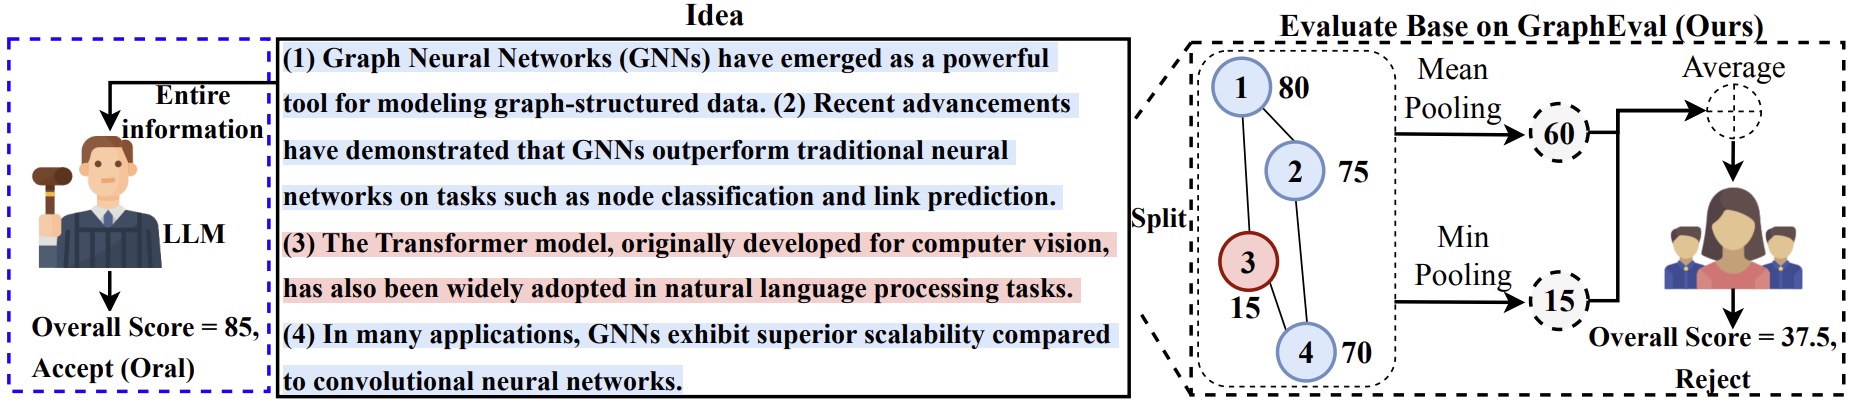 Idea
Entire
information
LLM
Overall Score = 85,
Accept (Oral)
(1) Graph Neural Networks (GNNs) have emerged as a powerful
tool for modeling graph-structured data. (2) Recent advancements
have demonstrated that GNNs outperform traditional neural
networks on tasks such as node classification and link prediction.
(3) The Transformer model, originally developed for computer vision,
has also been widely adopted in natural language processing tasks.
(4) In many applications, GNNs exhibit superior scalability compared
to convolutional neural networks.
Split
Evaluate Base on GraphEval (Ours)
1 80
2 75
3
15
4 70
Mean
Pooling
60
Min
Pooling
15
Average
Overall Score = 37.5,
Reject